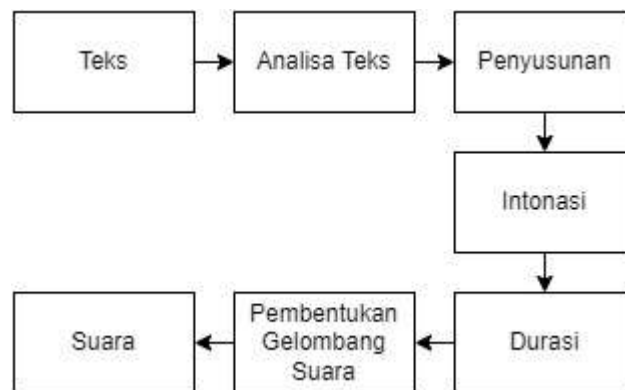 Teks
Analisa Teks
Penyusunan
Intonasi
Durasi
Pembentukan
Gelombang
Suara
Suara